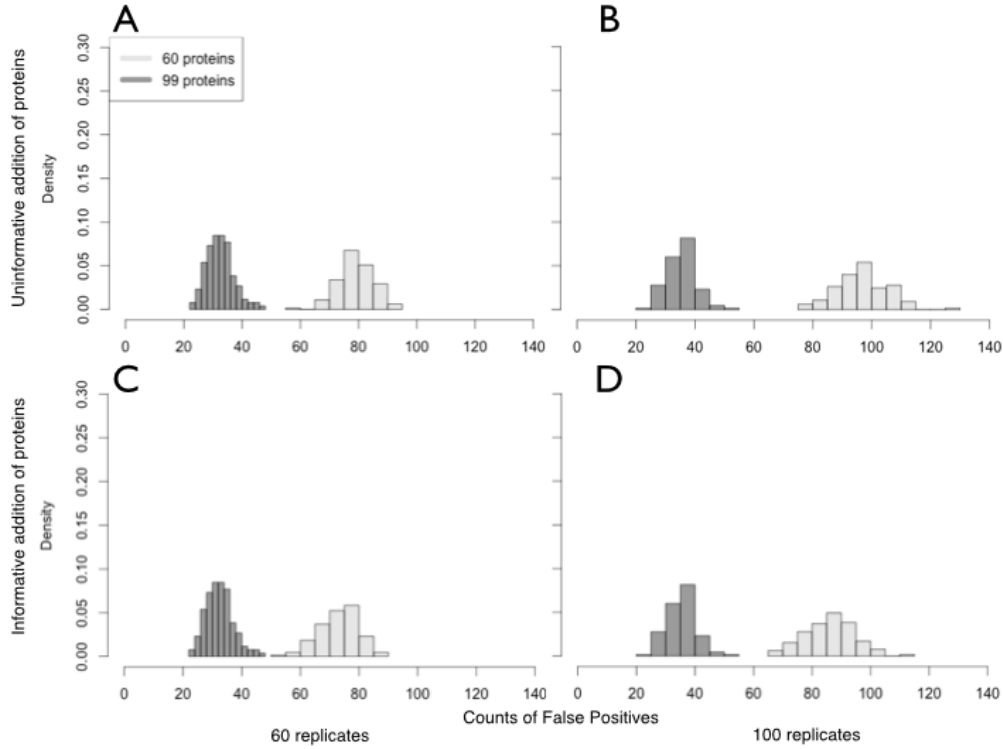 A
B
60 proteins
99 proteins
Uninformative addition of proteins
Density
0.00 0.05 0.10 0.15 0.20 0.25 0.30
0 20 40 60 80 100 120 140
0 20 40 60 80 100 120 140
C
D
Informative addition of proteins
Density
0.00 0.05 0.10 0.15 0.20 0.25 0.30
0 20 40 60 80 100 120 140
0 20 40 60 80 100 120 140
Counts of False Positives
60 replicates
100 replicates